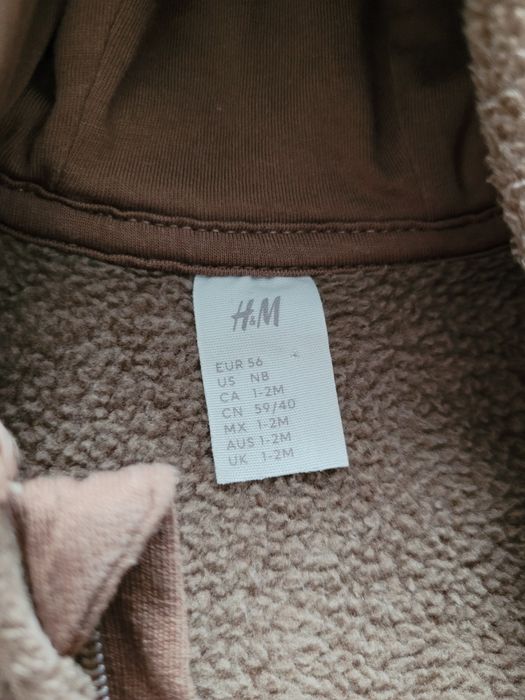 H&M
EUR 56
US NB
CA 1-2M
CN 59/40
MX 1-2M
AUS 1-2M
UK 1-2M